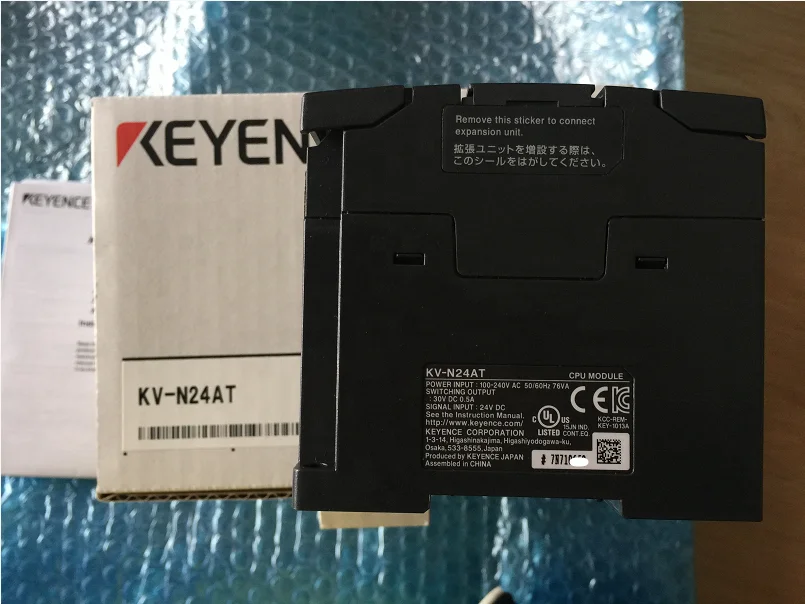 KEYENCE
KEYEN
KV-N24AT
Remove this sticker to connect
expansion unit.
拡張ユニットを増設する際は、
このシールをはがしてください。
KV-N24AT CPU MODULE
POWER INPUT : 100-240V AC 50/60Hz 76VA
SWITCHING OUTPUT
: 30V DC 0.5A
SIGNAL INPUT : 24V DC
See the Instruction Manual.
http://www.keyence.com/
KEYENCE CORPORATION
1-3-14, Higashinakajima, Higashiyodogawa-ku,
Osaka, 533-8555, Japan
Produced by KEYENCE JAPAN
Assembled in CHINA
CE
C UL US
LISTED
15JN IND.
CONT. EQ.
KCC-REM-
KEY-1013A
# 7N710